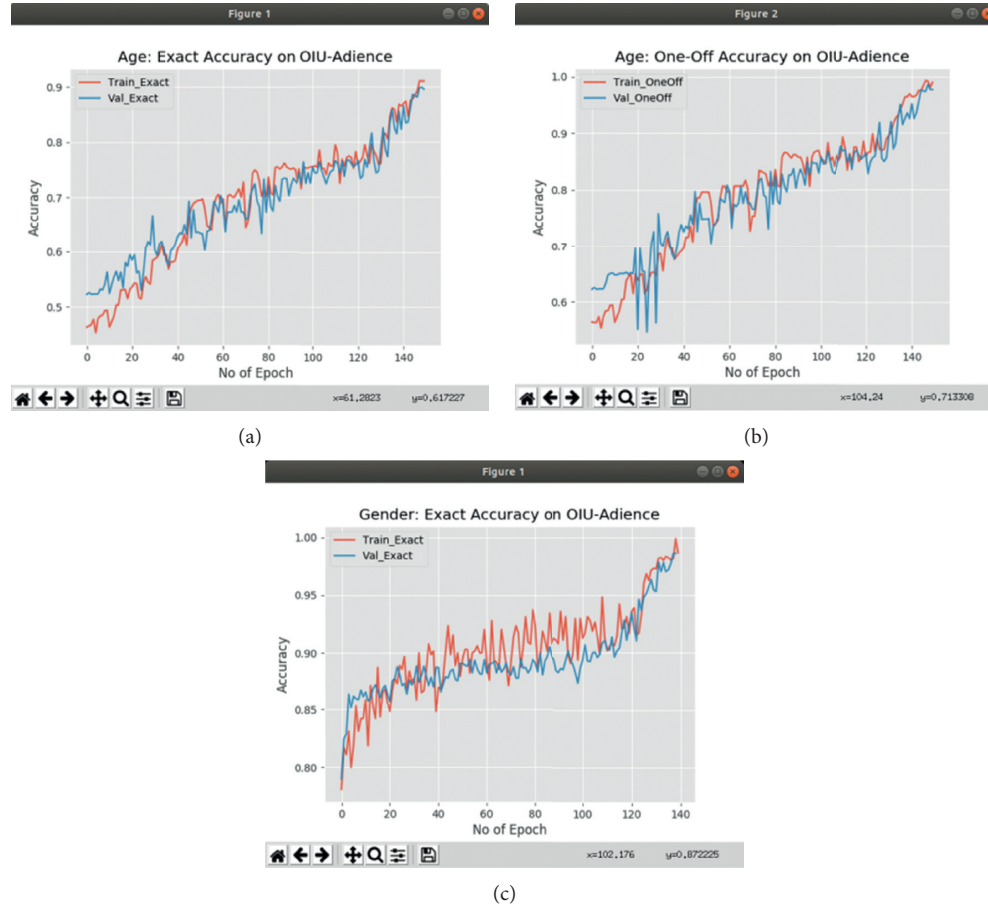 Figure 1
Age: Exact Accuracy on OIU-Adience
Train_Exact
Val_Exact
0.9
0.8
0.7
0.6
0.5
Accuracy
0 20 40 60 80 100 120 140
No of Epoch
x=61.2823 y=0.617227
(a)
Figure 2
Age: One-Off Accuracy on OIU-Adience
Train_OneOff
Val_OneOff
1.0
0.9
0.8
0.7
0.6
Accuracy
0 20 40 60 80 100 120 140
No of Epoch
x=104.24 y=0.713308
(b)
Figure 1
Gender: Exact Accuracy on OIU-Adience
Train_Exact
Val_Exact
1.00
0.95
0.90
0.85
0.80
Accuracy
0 20 40 60 80 100 120 140
No of Epoch
x=102.176 y=0.872225
(c)